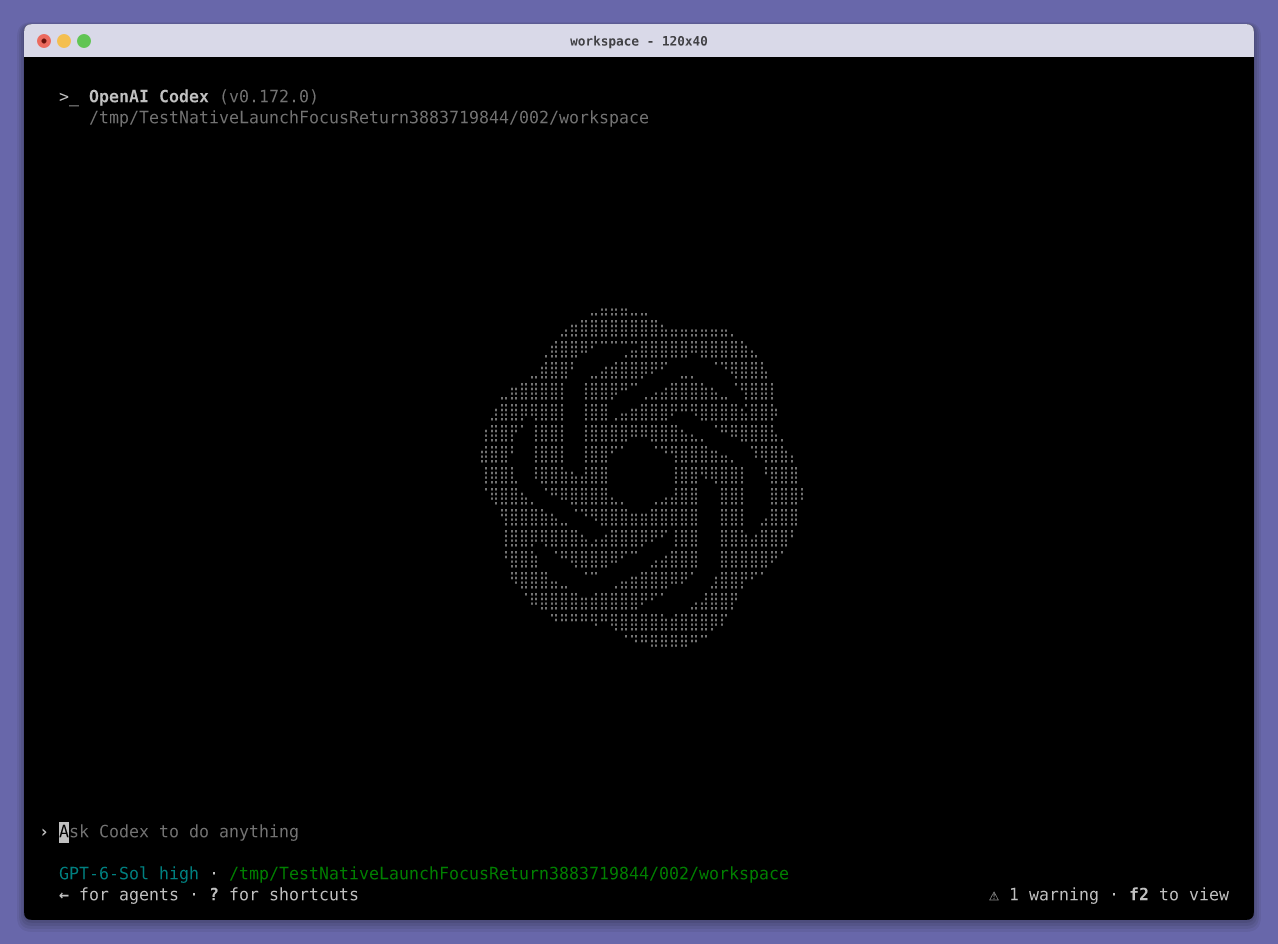 workspace - 120x40
>_ OpenAI Codex (v0.172.0)
/tmp/TestNativeLaunchFocusReturn3883719844/002/workspace
› Ask Codex to do anything
GPT-6-Sol high · /tmp/TestNativeLaunchFocusReturn3883719844/002/workspace
← for agents · ? for shortcuts ⚠ 1 warning · f2 to view